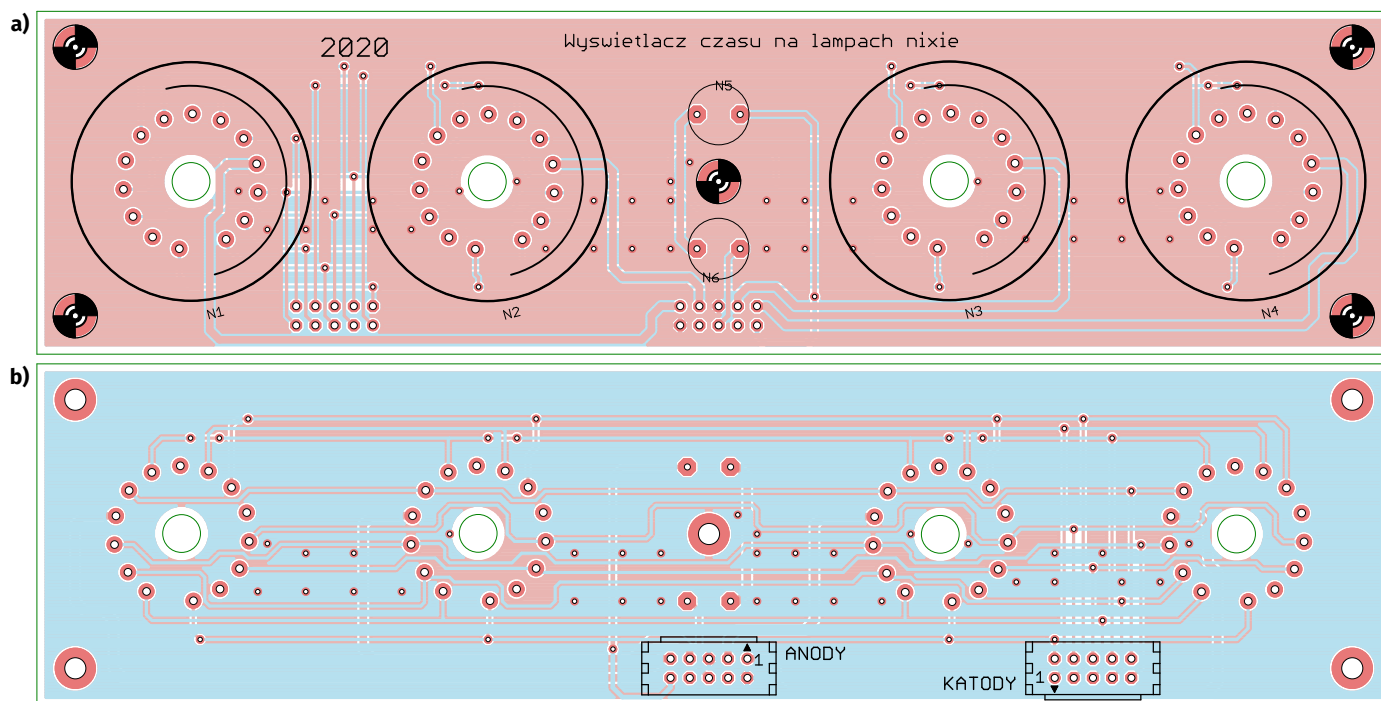 a)
2020
Wyswietlacz czasu na lampach nixie
N5
N6
N1
N2
N3
N4
b)
1
ANODY
KATODY
1